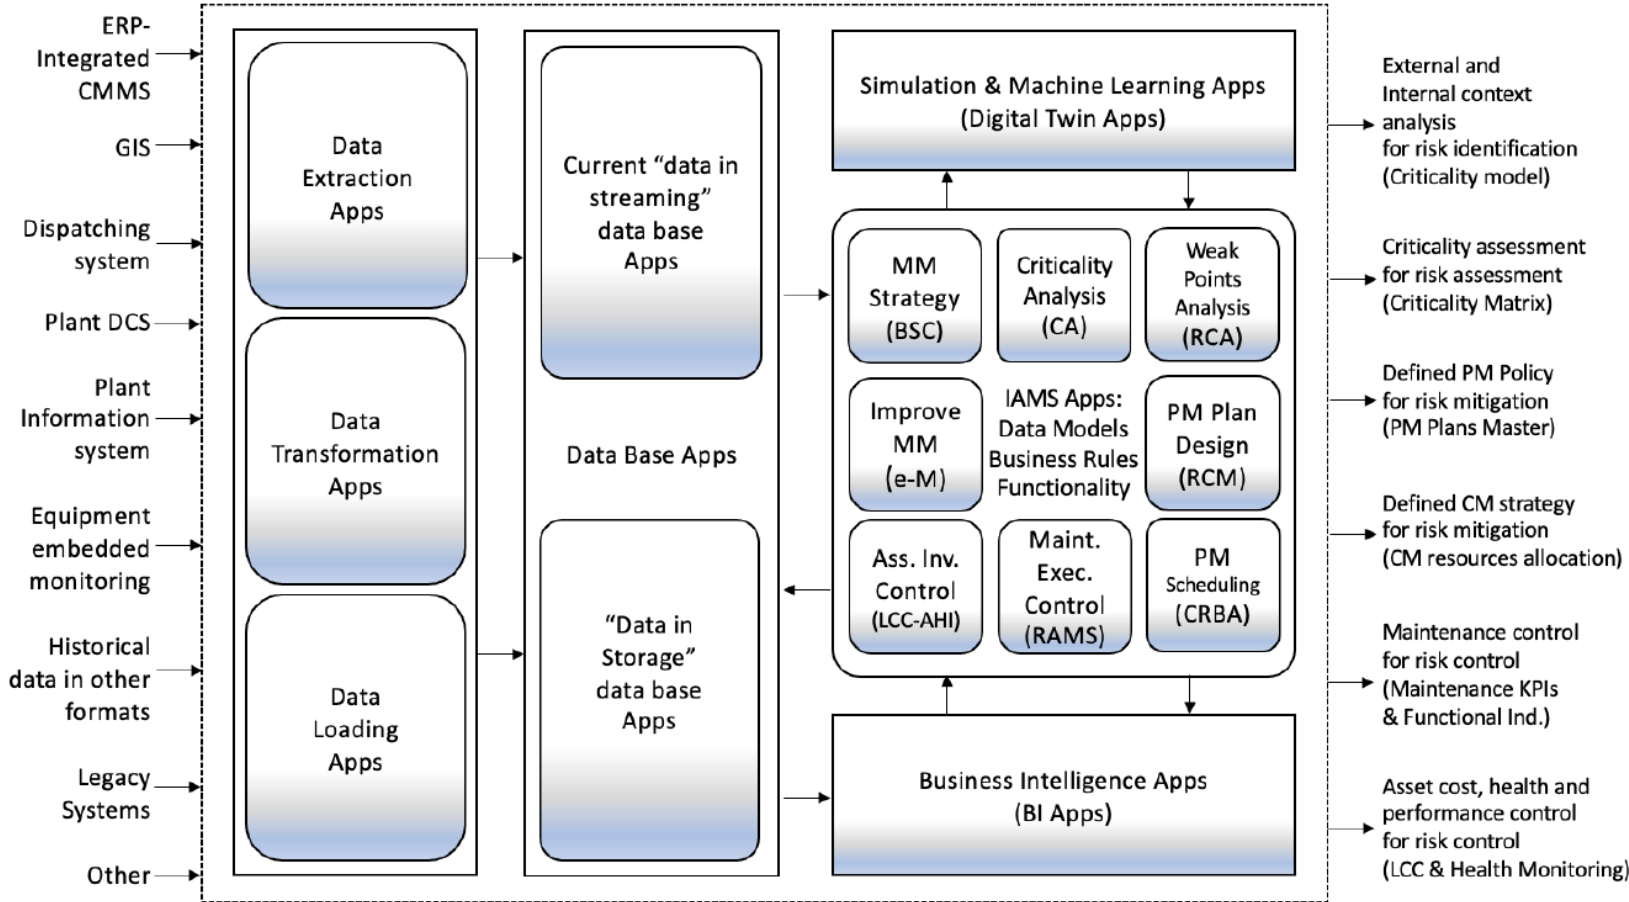 ERP-
Integrated
CMMS
GIS
Dispatching
system
Plant DCS
Plant
Information
system
Equipment
embedded
monitoring
Historical
data in other
formats
Legacy
Systems
Other
Data
Extraction
Apps
Data
Transformation
Apps
Data
Loading
Apps
Current “data in
streaming”
data base
Apps
Data Base Apps
“Data in
Storage”
data base
Apps
Simulation & Machine Learning Apps
(Digital Twin Apps)
MM
Strategy
(BSC)
Criticality
Analysis
(CA)
Weak
Points
Analysis
(RCA)
Improve
MM
(e-M)
IAMS Apps:
Data Models
Business Rules
Functionality
PM Plan
Design
(RCM)
Ass. Inv.
Control
(LCC-AHI)
Maint.
Exec.
Control
(RAMS)
PM
Scheduling
(CRBA)
Business Intelligence Apps
(BI Apps)
External and
Internal context
analysis
for risk identification
(Criticality model)
Criticality assessment
for risk assessment
(Criticality Matrix)
Defined PM Policy
for risk mitigation
(PM Plans Master)
Defined CM strategy
for risk mitigation
(CM resources allocation)
Maintenance control
for risk control
(Maintenance KPIs
& Functional Ind.)
Asset cost, health and
performance control
for risk control
(LCC & Health Monitoring)